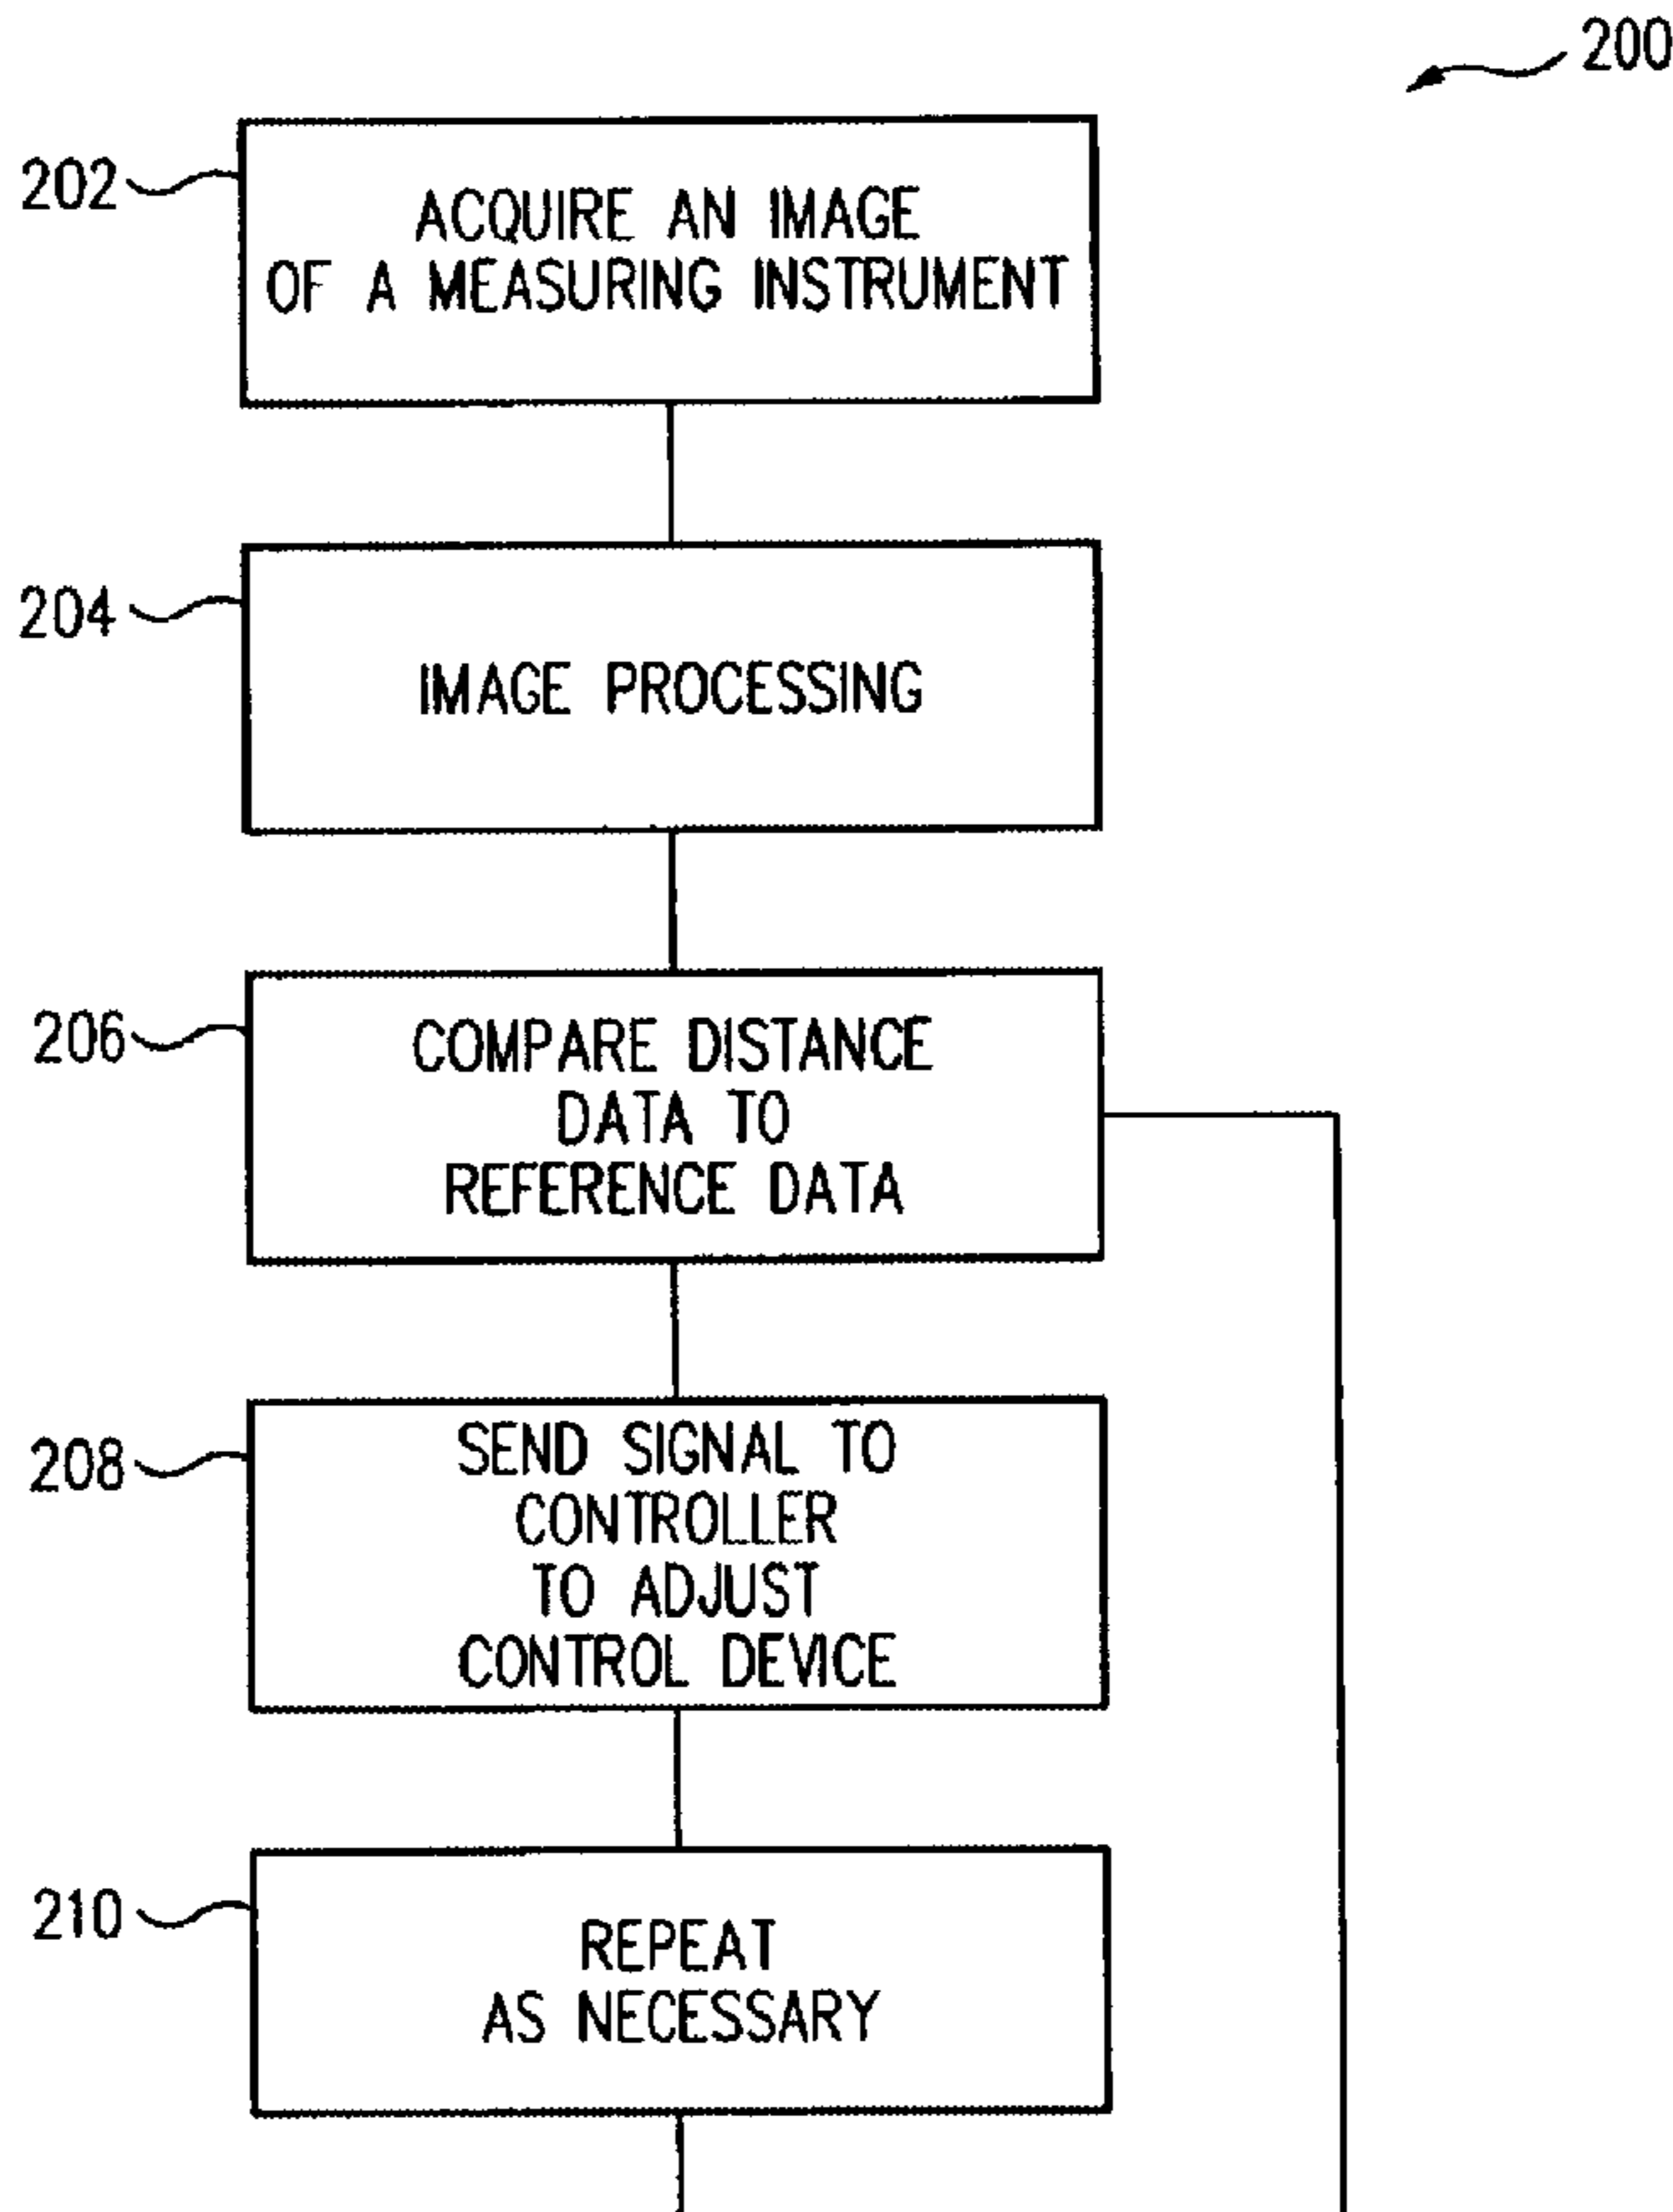 200
202
ACQUIRE AN IMAGE
OF A MEASURING INSTRUMENT
204
IMAGE PROCESSING
206
COMPARE DISTANCE
DATA TO
REFERENCE DATA
208
SEND SIGNAL TO
CONTROLLER
TO ADJUST
CONTROL DEVICE
210
REPEAT
AS NECESSARY